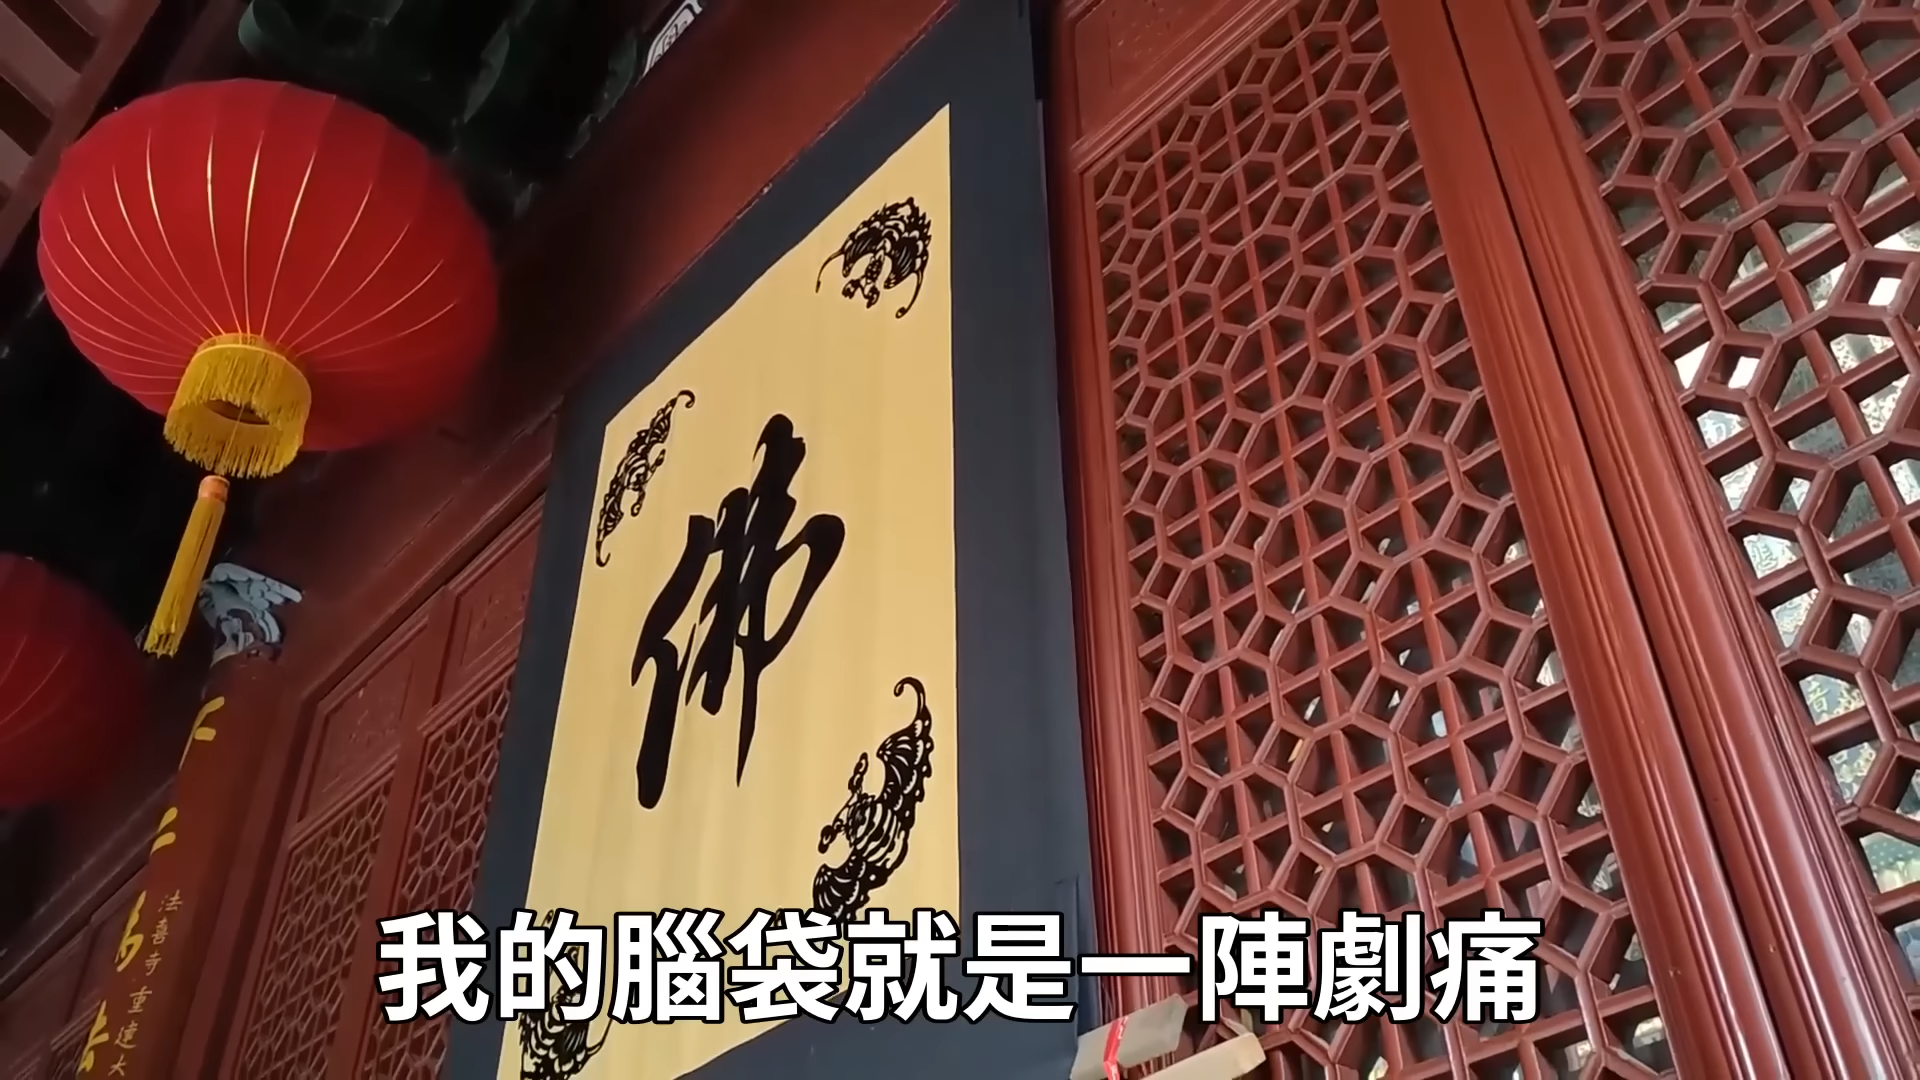 佛
法喜寺重建大
我的腦袋就是一陣劇痛